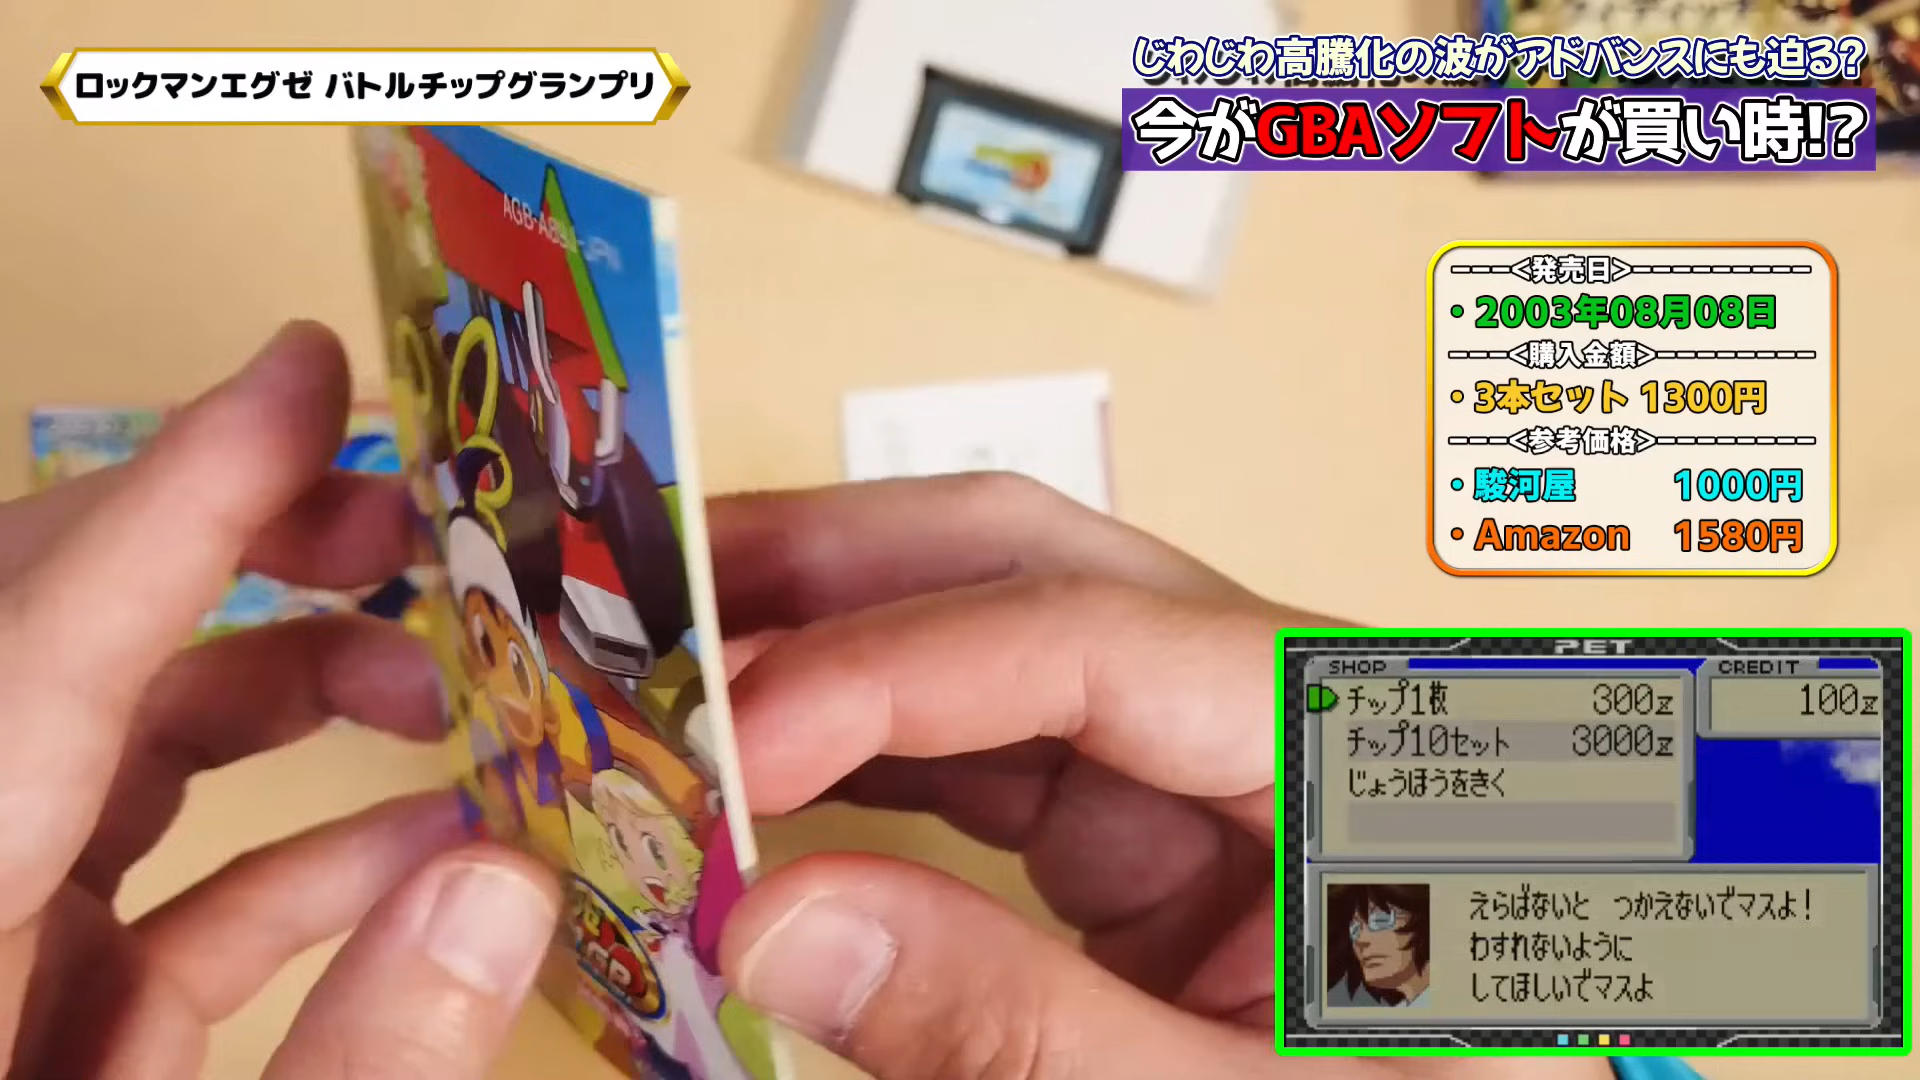 ロックマンエグゼ バトルチップグランプリ
じわじわ高騰化の波がアドバンスにも迫る?
今がGBAソフトが買い時!?
<発売日>
・2003年08月08日
<購入金額>
・3本セット 1300円
<参考価格>
・駿河屋 1000円
・Amazon 1580円
PET
SHOP
CREDIT
チップ1枚 300z
100z
チップ10セット 3000z
じょうほうをきく
えらばないと つかえないでマスよ!
わすれないように
してほしいでマスよ